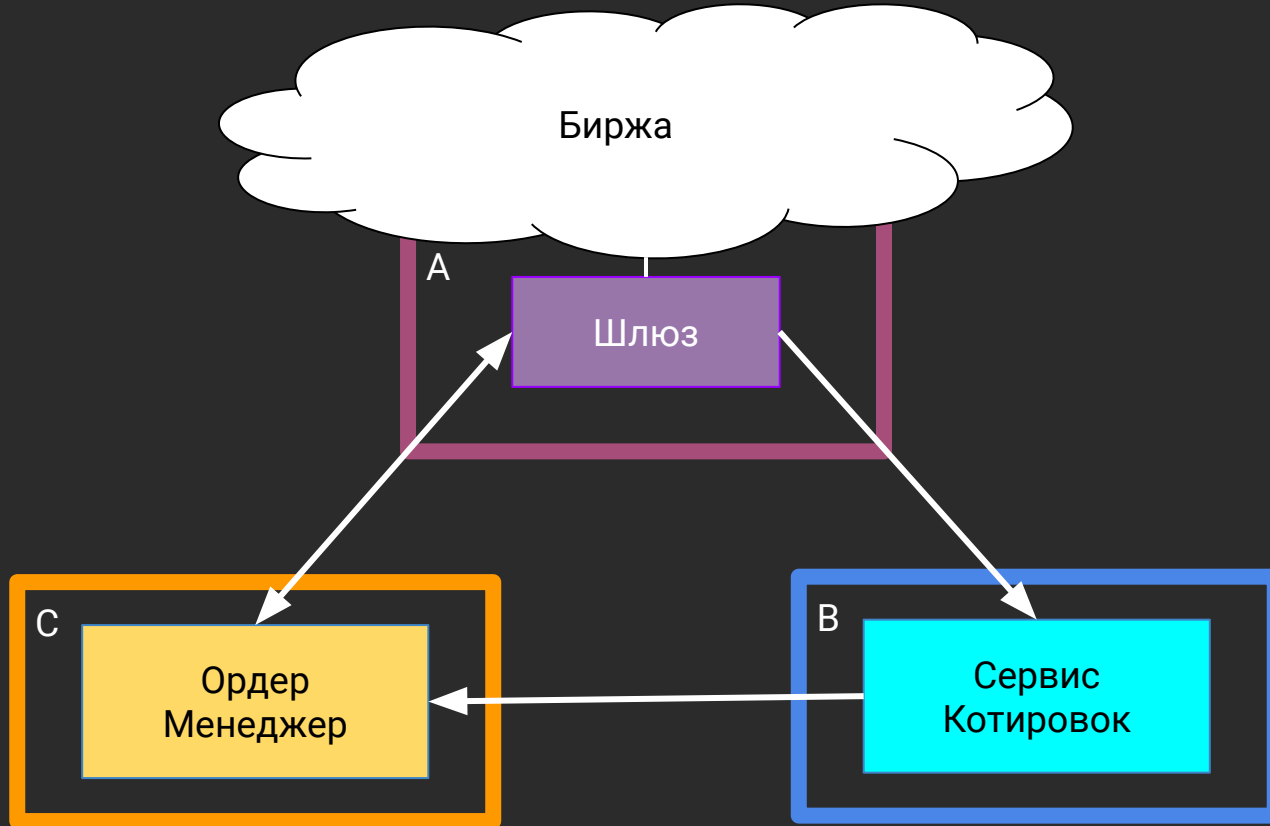 Биржа
A
Шлюз
C
Ордер
Менеджер
B
Сервис
Котировок